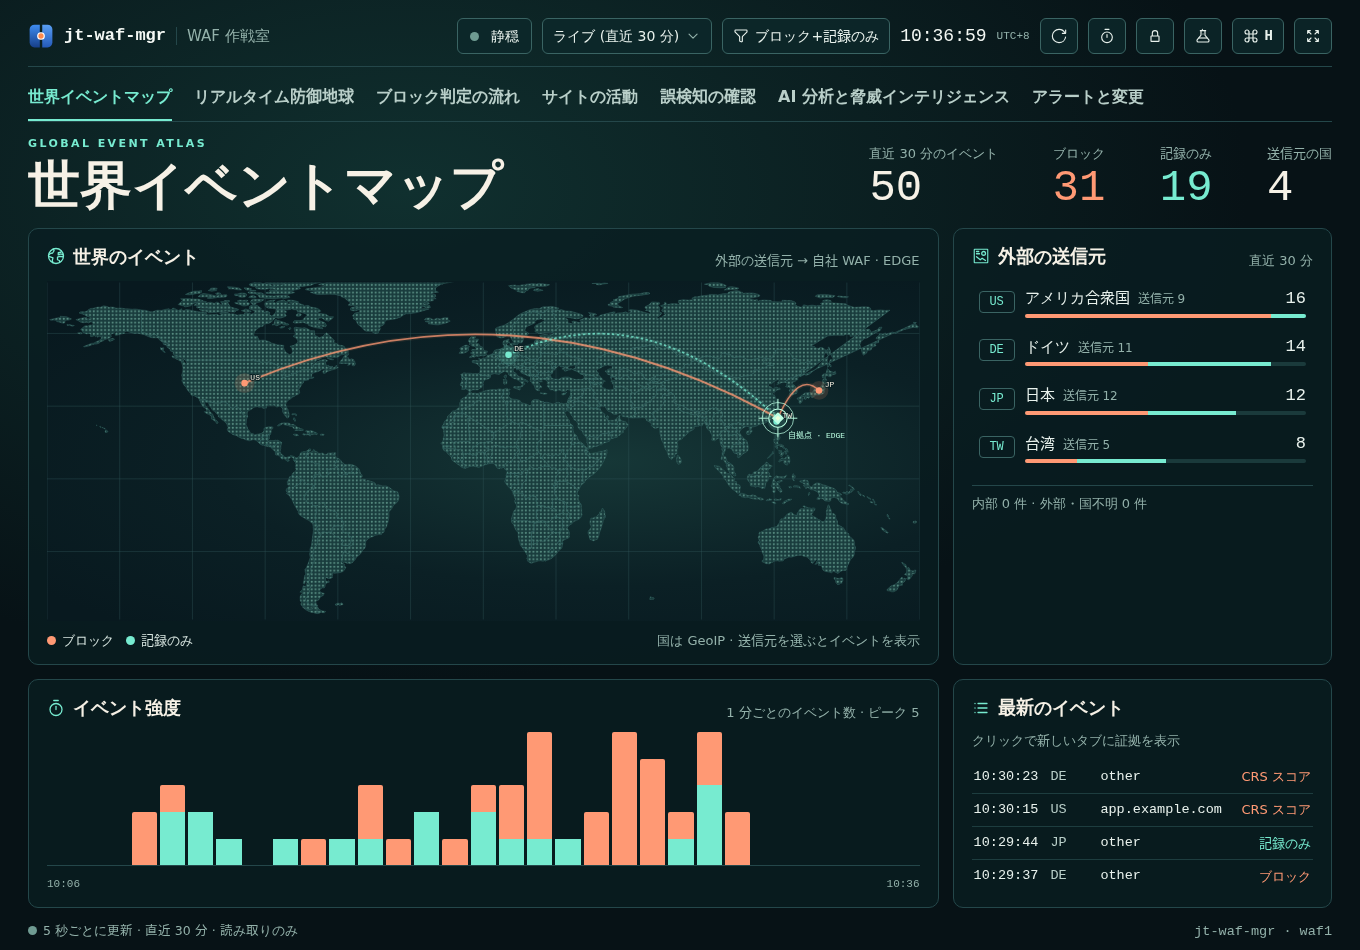 jt-waf-mgr WAF 作戦室 静穏 ライブ (直近 30 分) ブロック+記録のみ 10:36:59 UTC+8 ⌘ H
世界イベントマップ リアルタイム防御地球 ブロック判定の流れ サイトの活動 誤検知の確認 AI 分析と脅威インテリジェンス アラートと変更
GLOBAL EVENT ATLAS
世界イベントマップ
直近 30 分のイベント ブロック 記録のみ 送信元の国
50 31 19 4
世界のイベント
外部の送信元 → 自社 WAF · EDGE
US
DE
JP
自拠点 · EDGE
ブロック 記録のみ
国は GeoIP · 送信元を選ぶとイベントを表示
外部の送信元
直近 30 分
US アメリカ合衆国 送信元 9 16
DE ドイツ 送信元 11 14
JP 日本 送信元 12 12
TW 台湾 送信元 5 8
内部 0 件 · 外部・国不明 0 件
イベント強度
1 分ごとのイベント数 · ピーク 5
10:06 10:36
最新のイベント
クリックで新しいタブに証拠を表示
10:30:23 DE other CRS スコア
10:30:15 US app.example.com CRS スコア
10:29:44 JP other 記録のみ
10:29:37 DE other ブロック
5 秒ごとに更新 · 直近 30 分 · 読み取りのみ
jt-waf-mgr · waf1